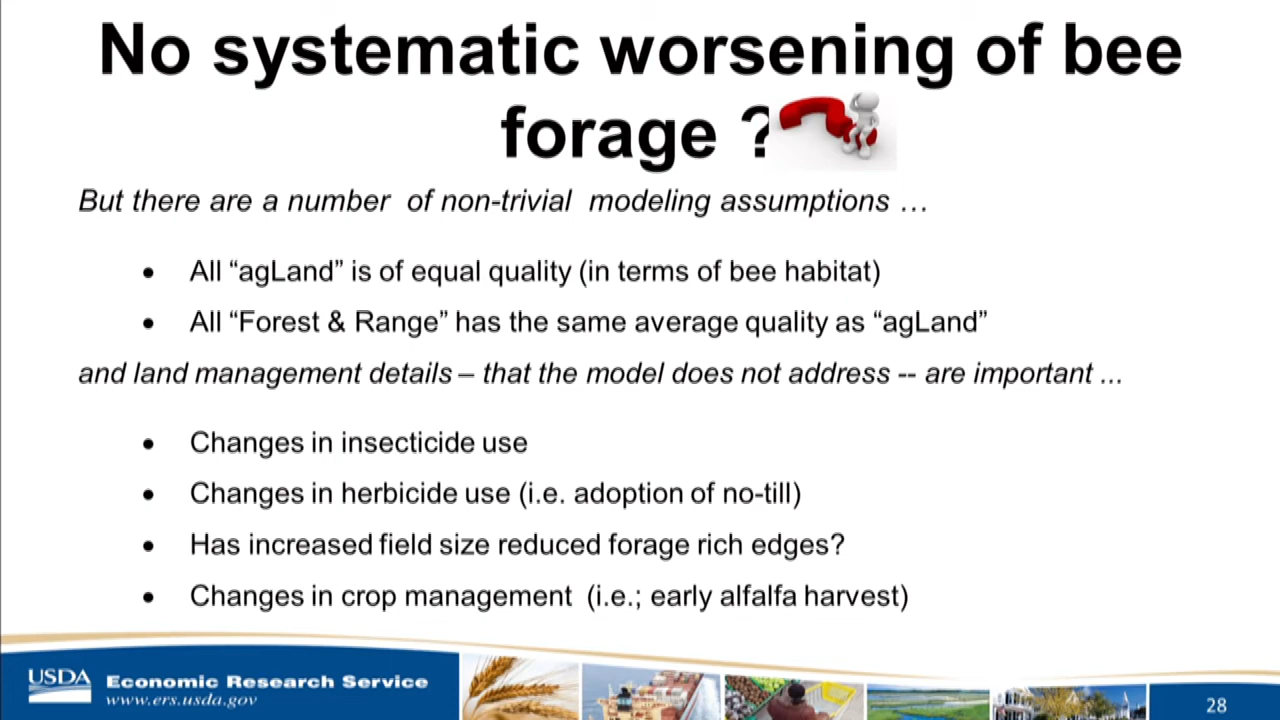 No systematic worsening of bee
forage ?
But there are a number of non-trivial modeling assumptions …
• All “agLand” is of equal quality (in terms of bee habitat)
• All “Forest & Range” has the same average quality as “agLand”
and land management details – that the model does not address -- are important ...
• Changes in insecticide use
• Changes in herbicide use (i.e. adoption of no-till)
• Has increased field size reduced forage rich edges?
• Changes in crop management (i.e.; early alfalfa harvest)
USDA Economic Research Service
www.ers.usda.gov
28